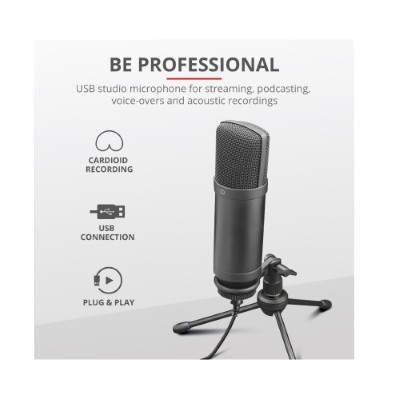 BE PROFESSIONAL
USB studio microphone for streaming, podcasting,
voice-overs and acoustic recordings
CARDIOID
RECORDING
USB
CONNECTION
PLUG & PLAY